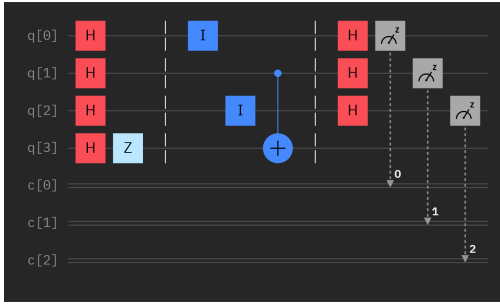 q[0] H I H z
q[1] H H z
q[2] H I H z
q[3] H Z +
c[0] 0
c[1] 1
c[2] 2